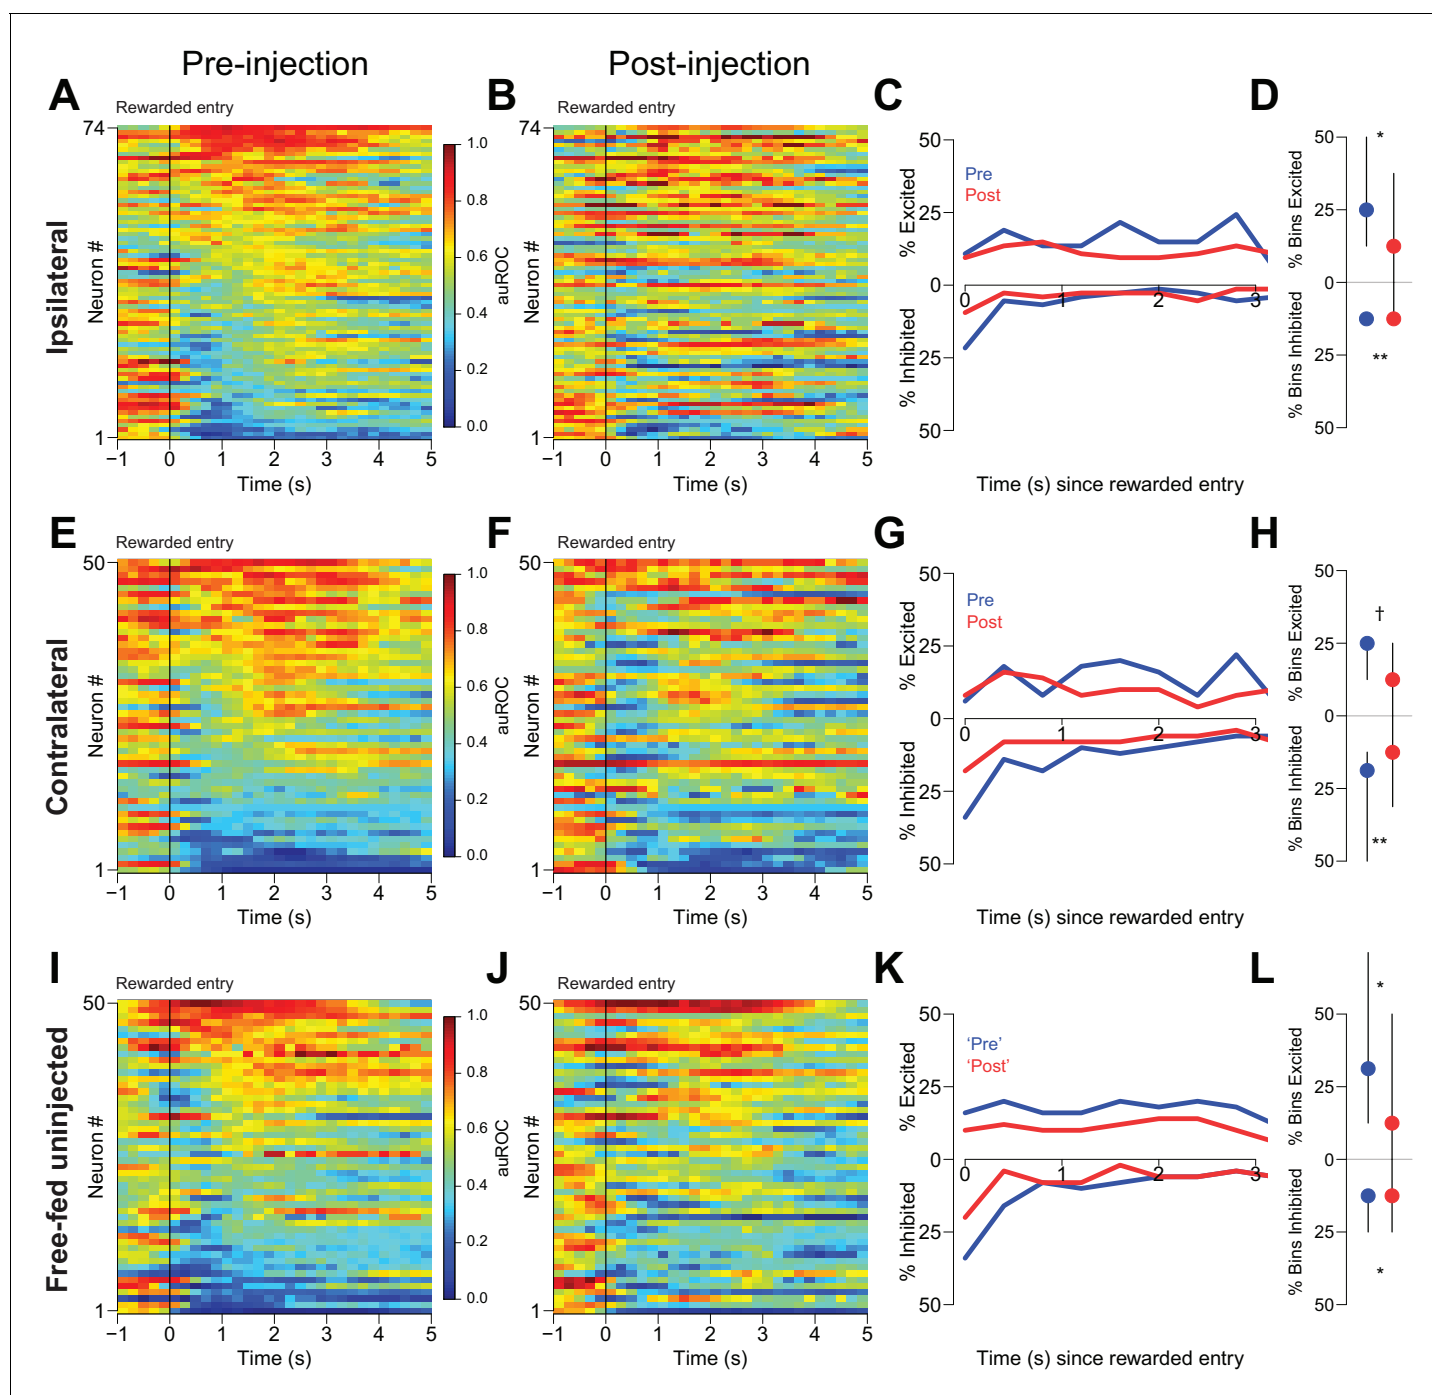 Pre-injection
Post-injection
A
B
C
D
Ipsilateral
Rewarded entry
74
1
Neuron #
−1 0 1 2 3 4 5
Time (s)
1.0
0.8
0.6
0.4
0.2
0.0
auROC
Rewarded entry
74
1
Neuron #
−1 0 1 2 3 4 5
Time (s)
50
25
0
25
50
% Excited
% Inhibited
Pre
Post
0 1 2 3
Time (s) since rewarded entry
50
25
0
25
50
% Bins Excited
% Bins Inhibited
*
**
E
F
G
H
Contralateral
Rewarded entry
50
1
Neuron #
−1 0 1 2 3 4 5
Time (s)
1.0
0.8
0.6
0.4
0.2
0.0
auROC
Rewarded entry
50
1
Neuron #
−1 0 1 2 3 4 5
Time (s)
50
25
0
25
50
% Excited
% Inhibited
Pre
Post
0 1 2 3
Time (s) since rewarded entry
50
25
0
25
50
% Bins Excited
% Bins Inhibited
†
**
I
J
K
L
Free-fed uninjected
Rewarded entry
50
1
Neuron #
−1 0 1 2 3 4 5
Time (s)
1.0
0.8
0.6
0.4
0.2
0.0
auROC
Rewarded entry
50
1
Neuron #
−1 0 1 2 3 4 5
Time (s)
50
25
0
25
50
% Excited
% Inhibited
‘Pre’
‘Post’
0 1 2 3
Time (s) since rewarded entry
50
25
0
25
50
% Bins Excited
% Bins Inhibited
*
*